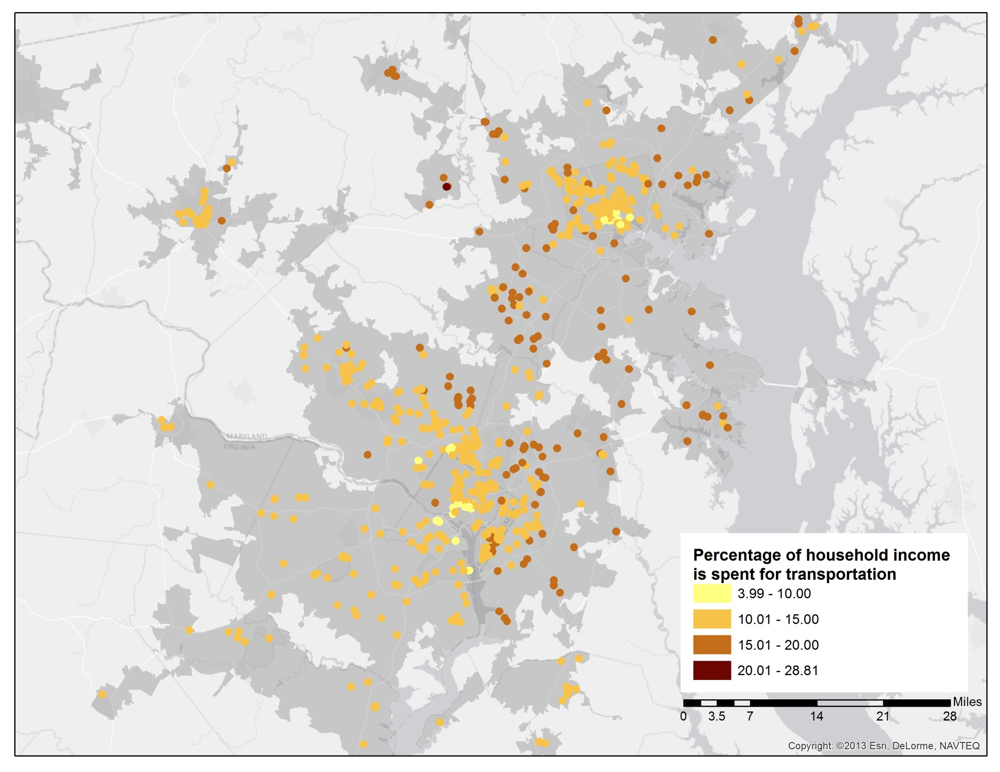 MARYLAND
VIRGINIA
Percentage of household income
is spent for transportation
3.99 - 10.00
10.01 - 15.00
15.01 - 20.00
20.01 - 28.81
Miles
0 3.5 7 14 21 28
Copyright: ©2013 Esri, DeLorme, NAVTEQ